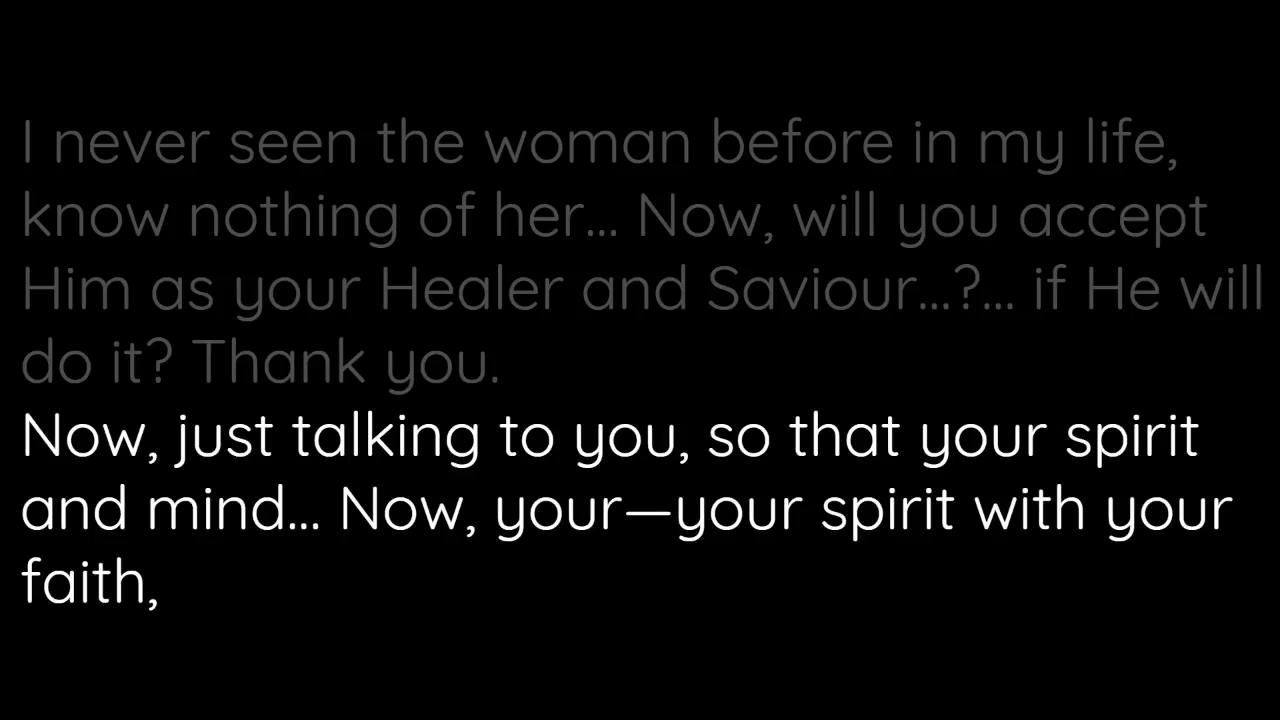 I never seen the woman before in my life,
know nothing of her... Now, will you accept
Him as your Healer and Saviour...?... if He will
do it? Thank you.
Now, just talking to you, so that your spirit
and mind... Now, your—your spirit with your
faith,